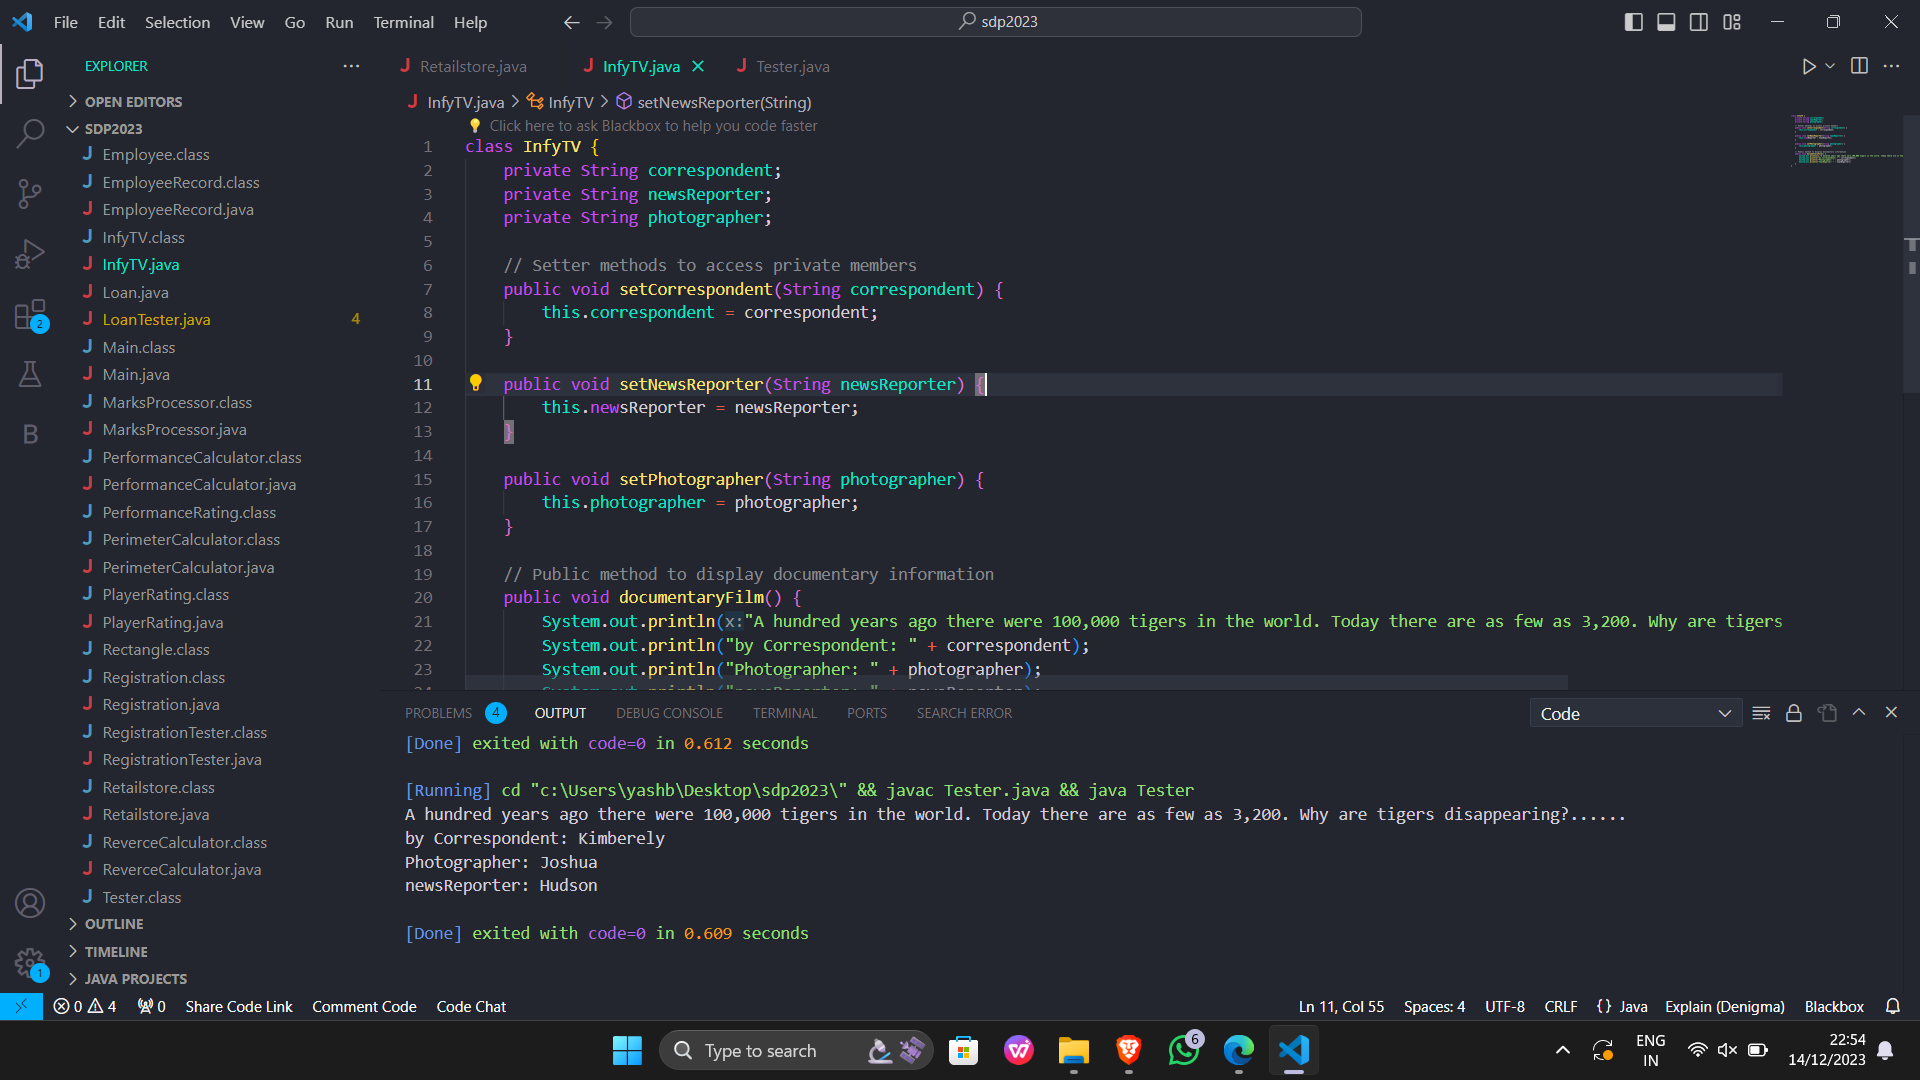 File Edit Selection View Go Run Terminal Help
sdp2023
EXPLORER
OPEN EDITORS
SDP2023
Employee.class
EmployeeRecord.class
EmployeeRecord.java
InfyTV.class
InfyTV.java
Loan.java
LoanTester.java 4
Main.class
Main.java
MarksProcessor.class
MarksProcessor.java
PerformanceCalculator.class
PerformanceCalculator.java
PerformanceRating.class
PerimeterCalculator.class
PerimeterCalculator.java
PlayerRating.class
PlayerRating.java
Rectangle.class
Registration.class
Registration.java
RegistrationTester.class
RegistrationTester.java
Retailstore.class
Retailstore.java
ReverceCalculator.class
ReverceCalculator.java
Tester.class
OUTLINE
TIMELINE
JAVA PROJECTS
2
B
1
Retailstore.java InfyTV.java Tester.java
InfyTV.java > InfyTV > setNewsReporter(String)
Click here to ask Blackbox to help you code faster
1 class InfyTV {
2 private String correspondent;
3 private String newsReporter;
4 private String photographer;
5
6 // Setter methods to access private members
7 public void setCorrespondent(String correspondent) {
8 this.correspondent = correspondent;
9 }
10
11 public void setNewsReporter(String newsReporter) {
12 this.newsReporter = newsReporter;
13 }
14
15 public void setPhotographer(String photographer) {
16 this.photographer = photographer;
17 }
18
19 // Public method to display documentary information
20 public void documentaryFilm() {
21 System.out.println(x:"A hundred years ago there were 100,000 tigers in the world. Today there are as few as 3,200. Why are tigers
22 System.out.println("by Correspondent: " + correspondent);
23 System.out.println("Photographer: " + photographer);
24 System.out.println("newsReporter: " + newsReporter);
PROBLEMS 4 OUTPUT DEBUG CONSOLE TERMINAL PORTS SEARCH ERROR
Code
[Done] exited with code=0 in 0.612 seconds
[Running] cd "c:\Users\yashb\Desktop\sdp2023\" && javac Tester.java && java Tester
A hundred years ago there were 100,000 tigers in the world. Today there are as few as 3,200. Why are tigers disappearing?......
by Correspondent: Kimberely
Photographer: Joshua
newsReporter: Hudson
[Done] exited with code=0 in 0.609 seconds
0 4 0 Share Code Link Comment Code Code Chat
Ln 11, Col 55 Spaces: 4 UTF-8 CRLF {} Java Explain (Denigma) Blackbox
Type to search
6
ENG
IN
22:54
14/12/2023